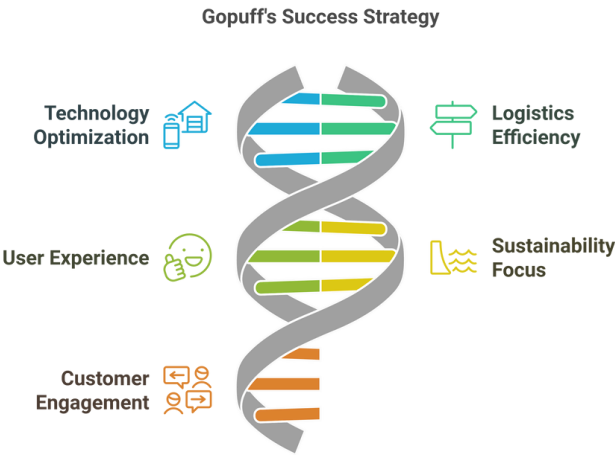 Gopuff's Success Strategy
Technology
Optimization
Logistics
Efficiency
User Experience
Sustainability
Focus
Customer
Engagement